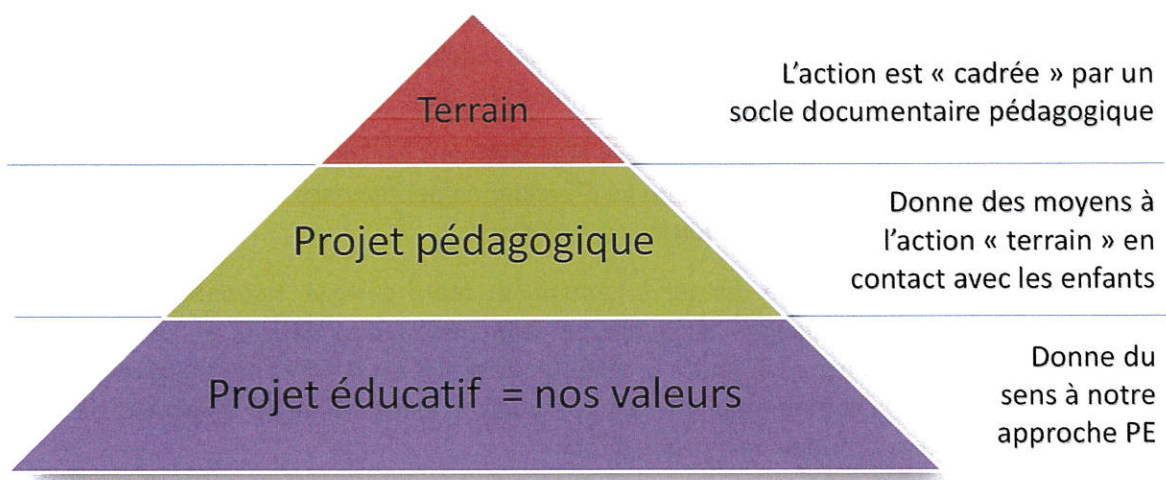 Terrain
L'action est « cadrée » par un
socle documentaire pédagogique
Projet pédagogique
Donne des moyens à
l'action « terrain » en
contact avec les enfants
Projet éducatif = nos valeurs
Donne du
sens à notre
approche PE